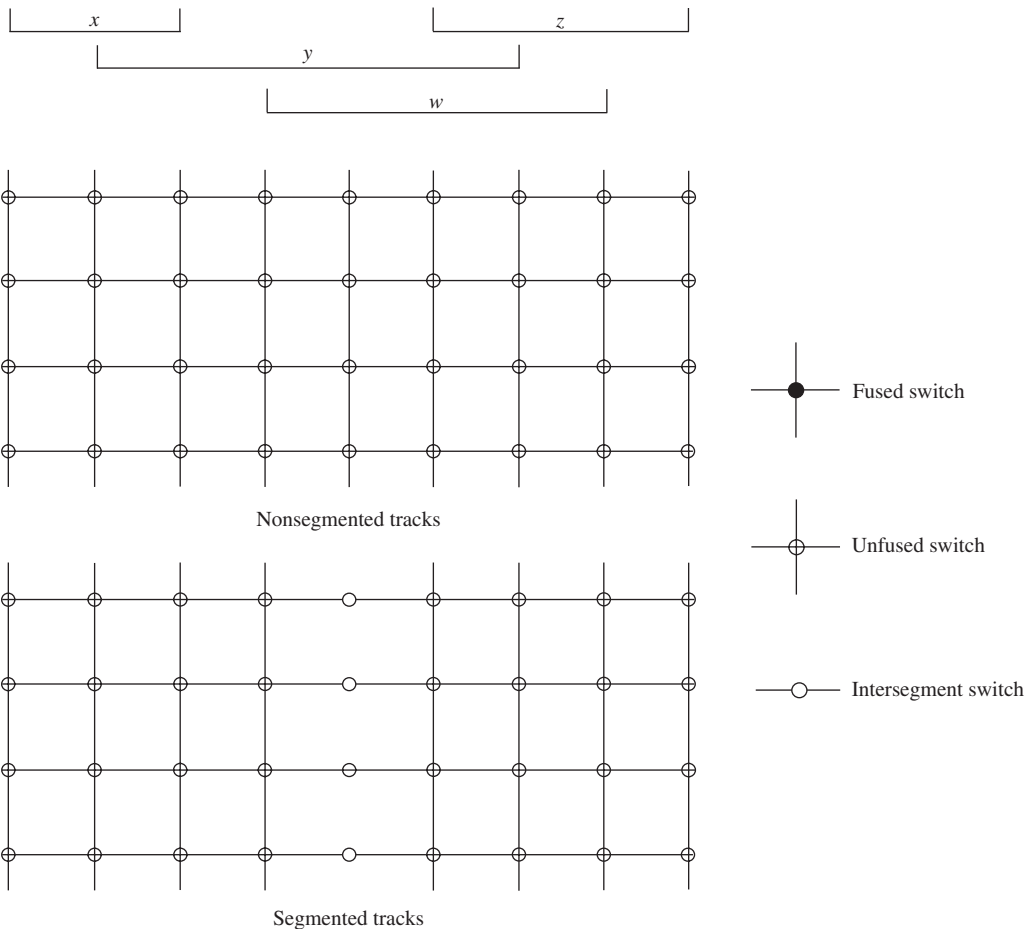 x
z
y
w
Fused switch
Nonsegmented tracks
Unfused switch
Intersegment switch
Segmented tracks